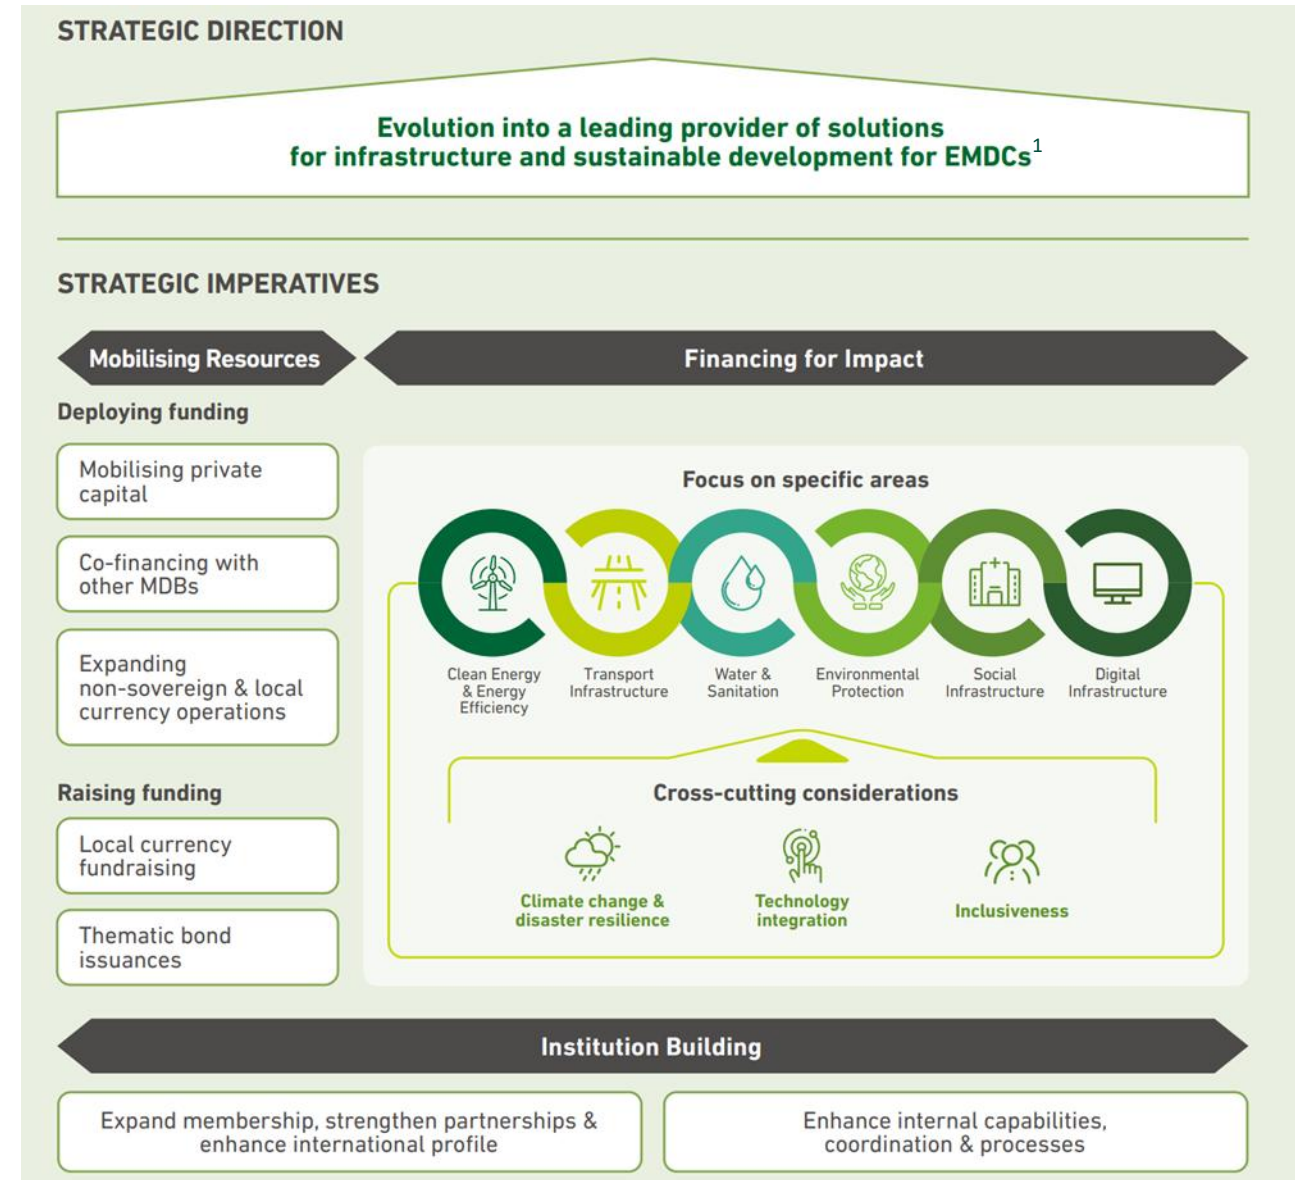 STRATEGIC DIRECTION
Evolution into a leading provider of solutions
for infrastructure and sustainable development for EMDCs1
STRATEGIC IMPERATIVES
Mobilising Resources
Financing for Impact
Deploying funding
Mobilising private
capital
Co-financing with
other MDBs
Expanding
non-sovereign & local
currency operations
Raising funding
Local currency
fundraising
Thematic bond
issuances
Focus on specific areas
Clean Energy
& Energy
Efficiency
Transport
Infrastructure
Water &
Sanitation
Environmental
Protection
Social
Infrastructure
Digital
Infrastructure
Cross-cutting considerations
Climate change &
disaster resilience
Technology
integration
Inclusiveness
Institution Building
Expand membership, strengthen partnerships &
enhance international profile
Enhance internal capabilities,
coordination & processes